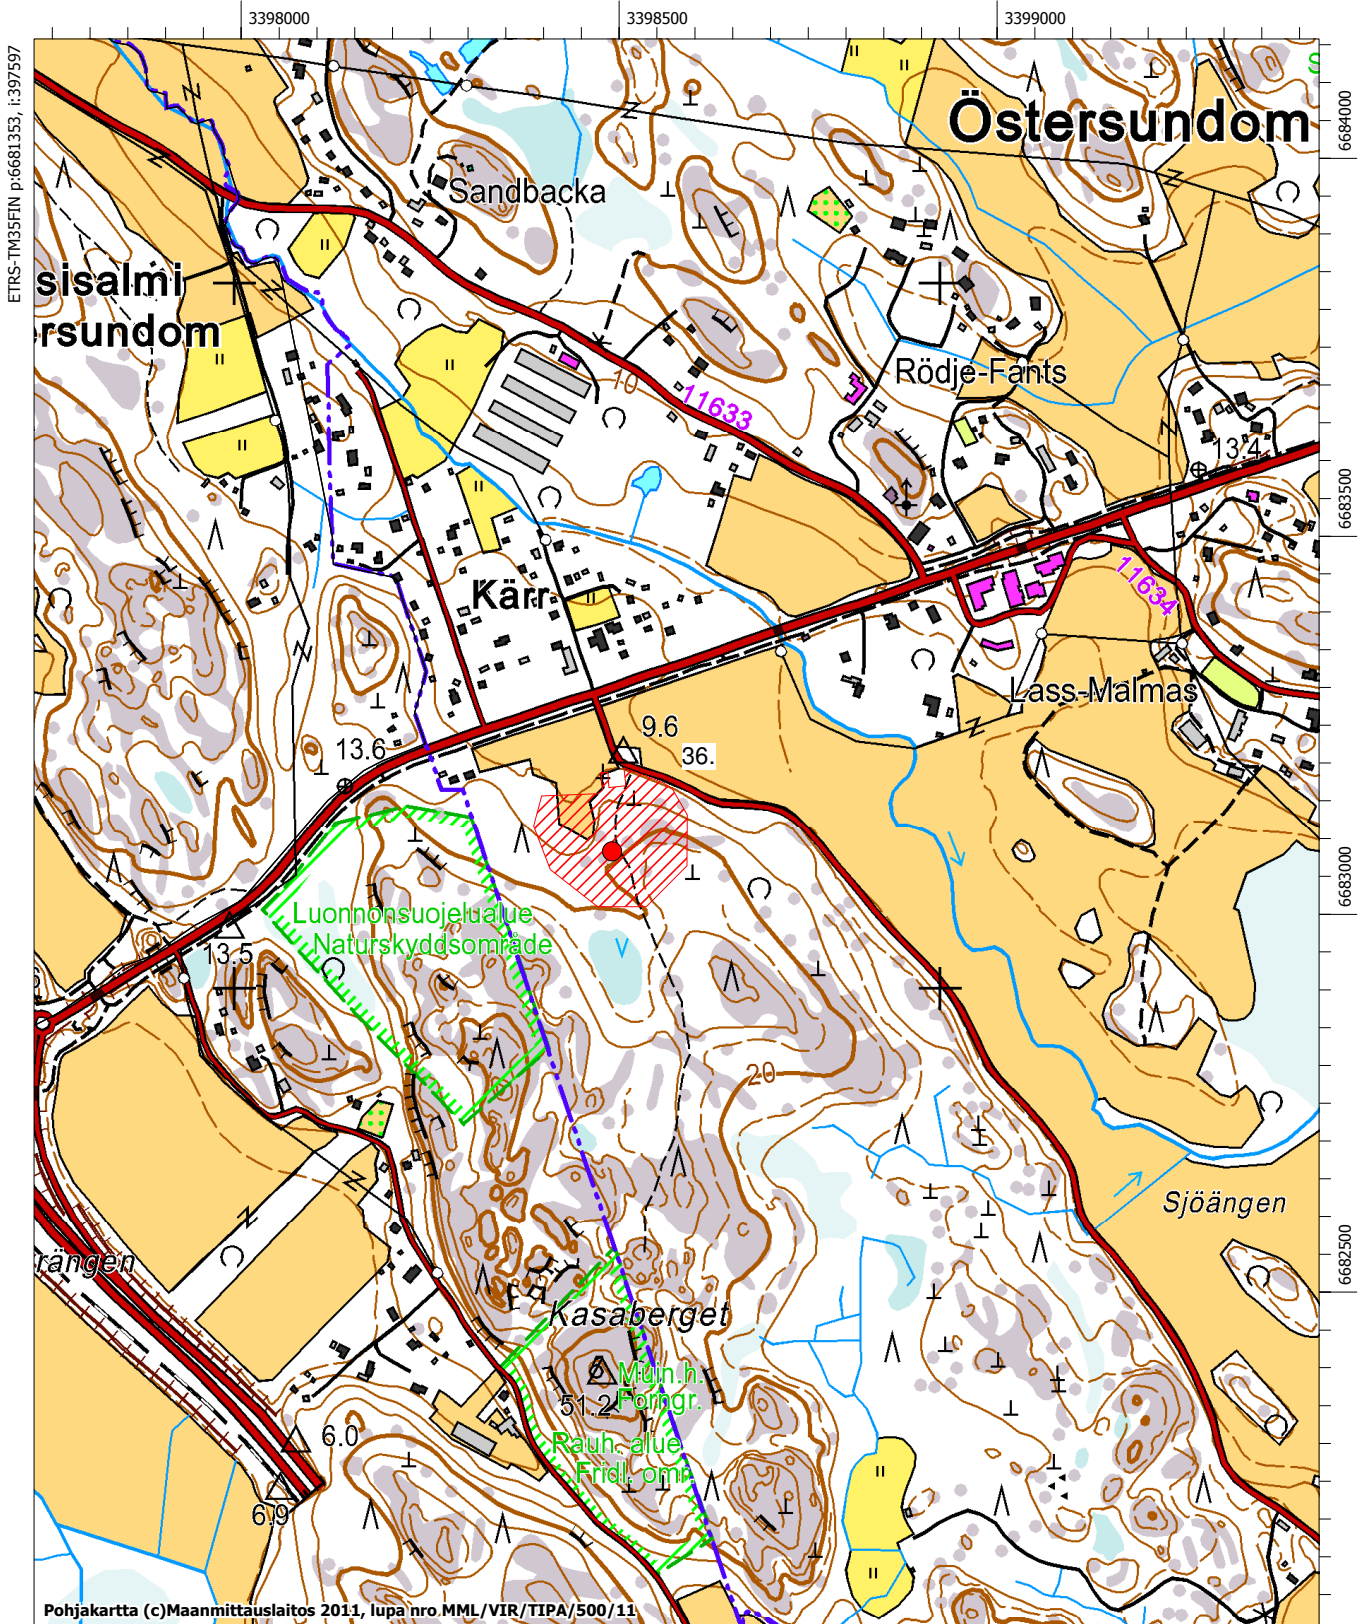 3398000
3398500
3399000
ETRS-TM35FIN p:6681353, i:397597
6684000
Östersundom
Sandbacka
sisalmi
ersundom
Rödje-Fants
10
11633
13.4
6683500
Kärr
11634
Lass-Malmas
9.6
13.6
36.
6683000
Luonnonsuojelualue
Naturskyddsområde
13.5
20
Sjöängen
6682500
rängen
Kasaberget
Muin.h.
Forngr.
51.2
6.0
Rauh. alue
Fridl. omr.
6.9
Pohjakartta (c)Maanmittauslaitos 2011, lupa nro MML/VIR/TIPA/500/11